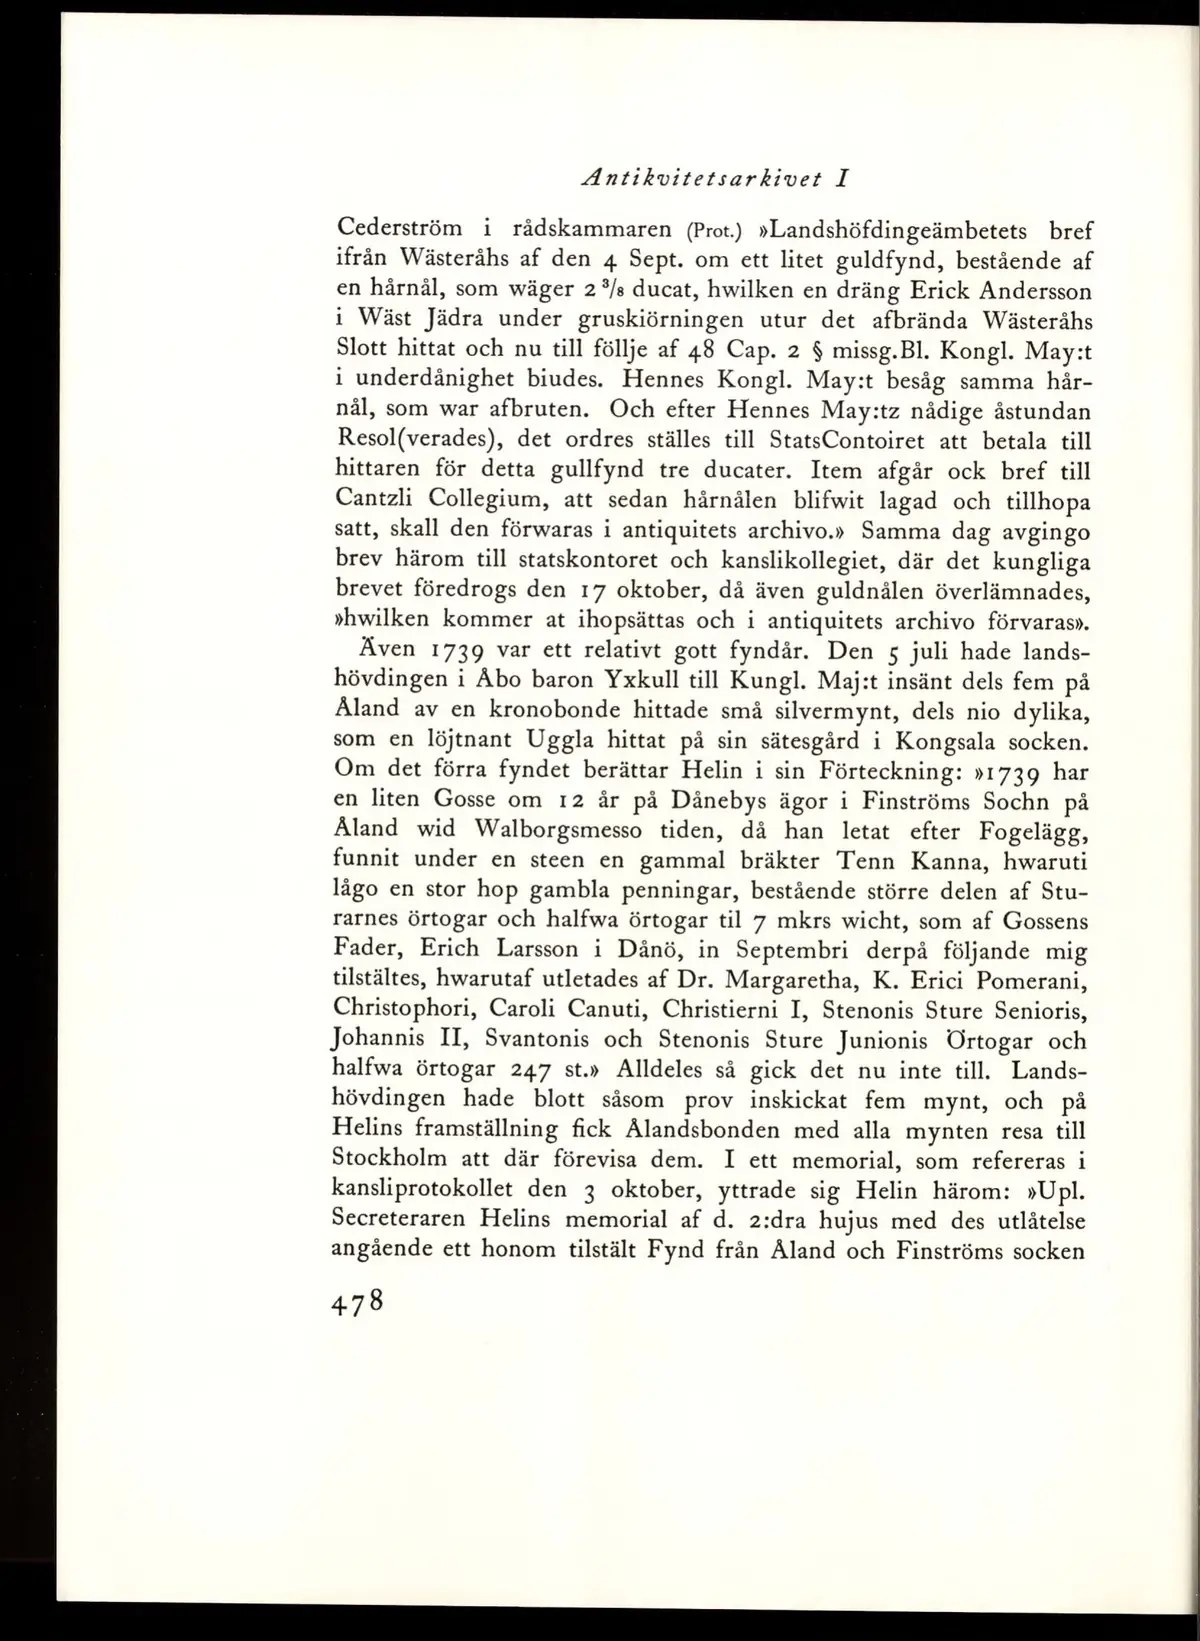 Antikvitetsarkivet I
Cederström i rådskammaren (Prot.) »Landshöfdingeämbetets bref
ifrån Wästeråhs af den 4 Sept. om ett litet guldfynd, bestående af
en hårnål, som wäger 2 3/8 ducat, hwilken en dräng Erick Andersson
i Wäst Jädra under gruskiörningen utur det afbrända Wästeråhs
Slott hittat och nu till föllje af 48 Cap. 2 § missg.Bl. Kongl. May:t
i underdånighet biudes. Hennes Kongl. May:t besåg samma hår-
nål, som war afbruten. Och efter Hennes May:tz nådige åstundan
Resol(verades), det ordres ställes till StatsContoiret att betala till
hittaren för detta gullfynd tre ducater. Item afgår ock bref till
Cantzli Collegium, att sedan hårnålen blifwit lagad och tillhopa
satt, skall den förwaras i antiquitets archivo.» Samma dag avgingo
brev härom till statskontoret och kanslikollegiet, där det kungliga
brevet föredrogs den 17 oktober, då även guldnålen överlämnades,
»hwilken kommer at ihopsättas och i antiquitets archivo förvaras».
Även 1739 var ett relativt gott fyndår. Den 5 juli hade lands-
hövdingen i Åbo baron Yxkull till Kungl. Maj:t insänt dels fem på
Åland av en kronobonde hittade små silvermynt, dels nio dylika,
som en löjtnant Uggla hittat på sin sätesgård i Kongsala socken.
Om det förra fyndet berättar Helin i sin Förteckning: »1739 har
en liten Gosse om 12 år på Dånebys ägor i Finströms Sochn på
Åland wid Walborgsmesso tiden, då han letat efter Fogelägg,
funnit under en steen en gammal bräkter Tenn Kanna, hwaruti
lågo en stor hop gambla penningar, bestående större delen af Stu-
rarnes örtogar och halfwa örtogar til 7 mkrs wicht, som af Gossens
Fader, Erich Larsson i Dånö, in Septembri derpå följande mig
tilstältes, hwarutaf utletades af Dr. Margaretha, K. Erici Pomerani,
Christophori, Caroli Canuti, Christierni I, Stenonis Sture Senioris,
Johannis II, Svantonis och Stenonis Sture Junionis Örtogar och
halfwa örtogar 247 st.» Alldeles så gick det nu inte till. Lands-
hövdingen hade blott såsom prov inskickat fem mynt, och på
Helins framställning fick Ålandsbonden med alla mynten resa till
Stockholm att där förevisa dem. I ett memorial, som refereras i
kansliprotokollet den 3 oktober, yttrade sig Helin härom: »Upl.
Secreteraren Helins memorial af d. 2:dra hujus med des utlåtelse
angående ett honom tilstält Fynd från Åland och Finströms socken
478